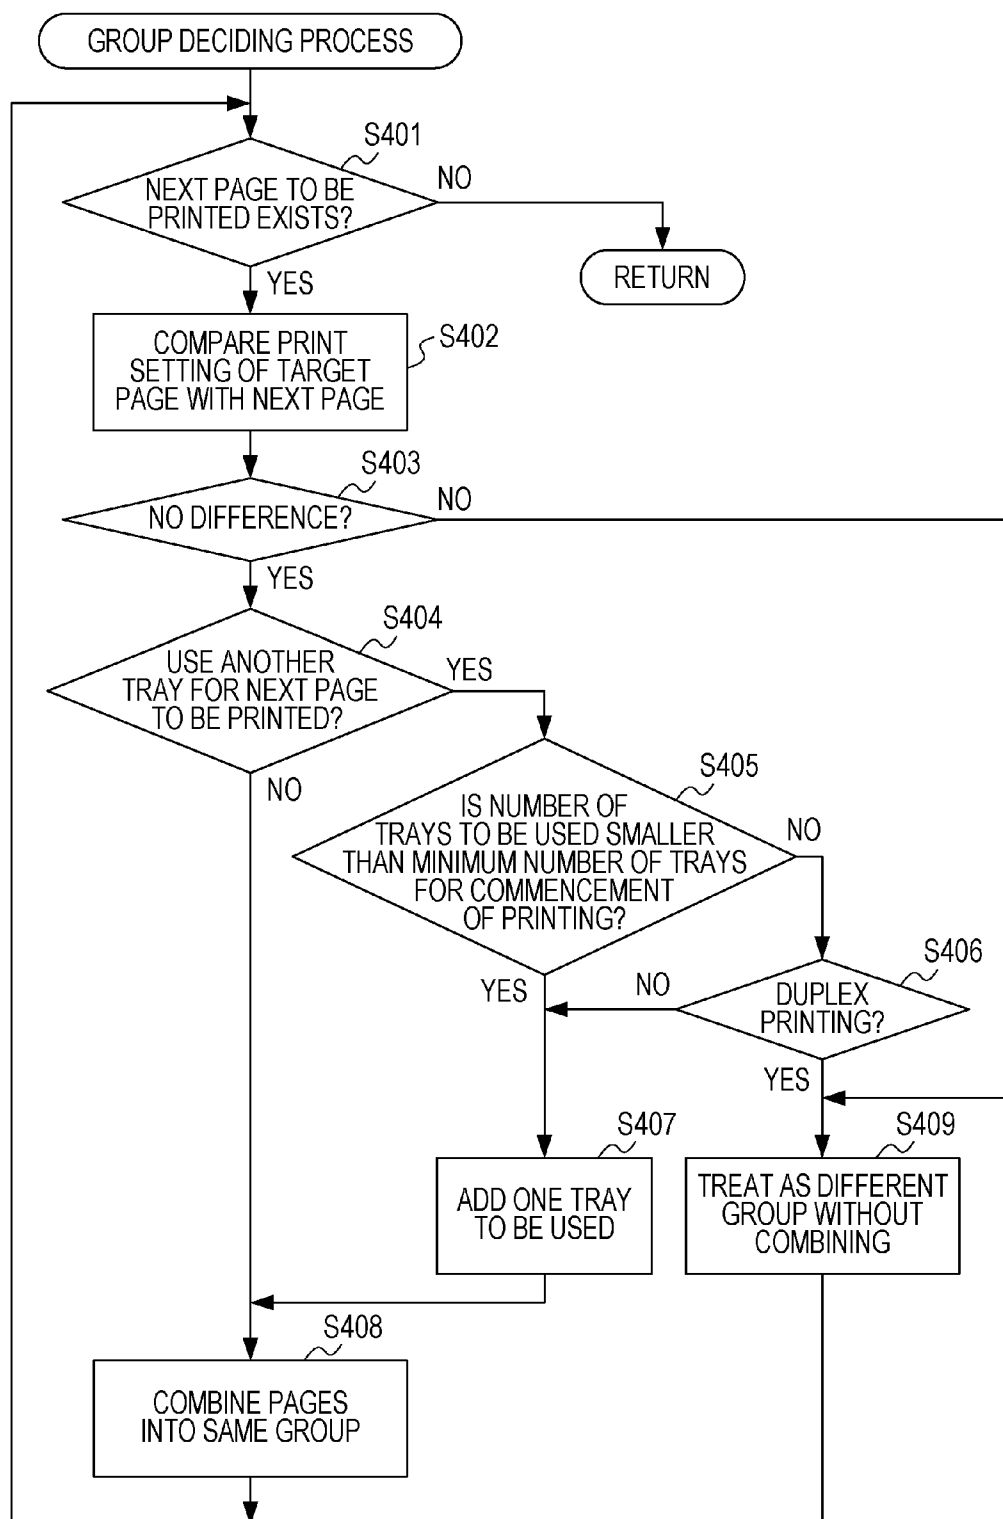 GROUP DECIDING PROCESS
S401
NEXT PAGE TO BE
PRINTED EXISTS?
NO
RETURN
YES
COMPARE PRINT
SETTING OF TARGET
PAGE WITH NEXT PAGE
S402
S403
NO DIFFERENCE?
NO
YES
S404
USE ANOTHER
TRAY FOR NEXT PAGE
TO BE PRINTED?
YES
NO
S405
IS NUMBER OF
TRAYS TO BE USED SMALLER
THAN MINIMUM NUMBER OF TRAYS
FOR COMMENCEMENT
OF PRINTING?
NO
YES
S406
DUPLEX
PRINTING?
NO
YES
S407
ADD ONE TRAY
TO BE USED
S409
TREAT AS DIFFERENT
GROUP WITHOUT
COMBINING
S408
COMBINE PAGES
INTO SAME GROUP